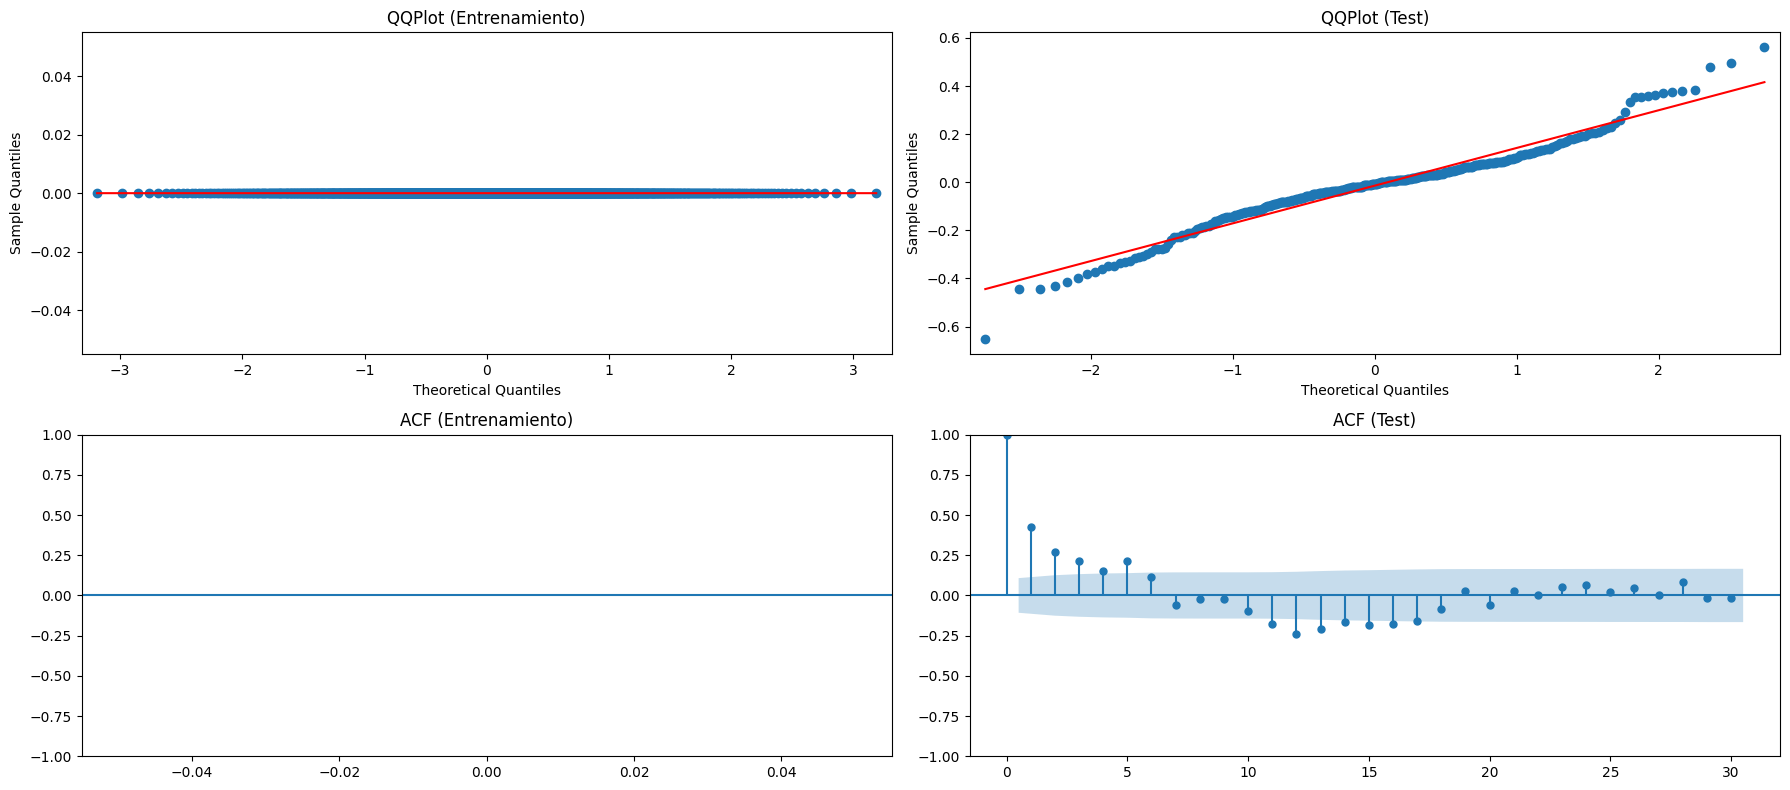 QQPlot (Entrenamiento)
0.04
0.02
0.00
−0.02
−0.04
Sample Quantiles
−3 −2 −1 0 1 2 3
Theoretical Quantiles
QQPlot (Test)
0.6
0.4
0.2
0.0
−0.2
−0.4
−0.6
Sample Quantiles
−2 −1 0 1 2
Theoretical Quantiles
ACF (Entrenamiento)
1.00
0.75
0.50
0.25
0.00
−0.25
−0.50
−0.75
−1.00
−0.04 −0.02 0.00 0.02 0.04
ACF (Test)
1.00
0.75
0.50
0.25
0.00
−0.25
−0.50
−0.75
−1.00
0 5 10 15 20 25 30